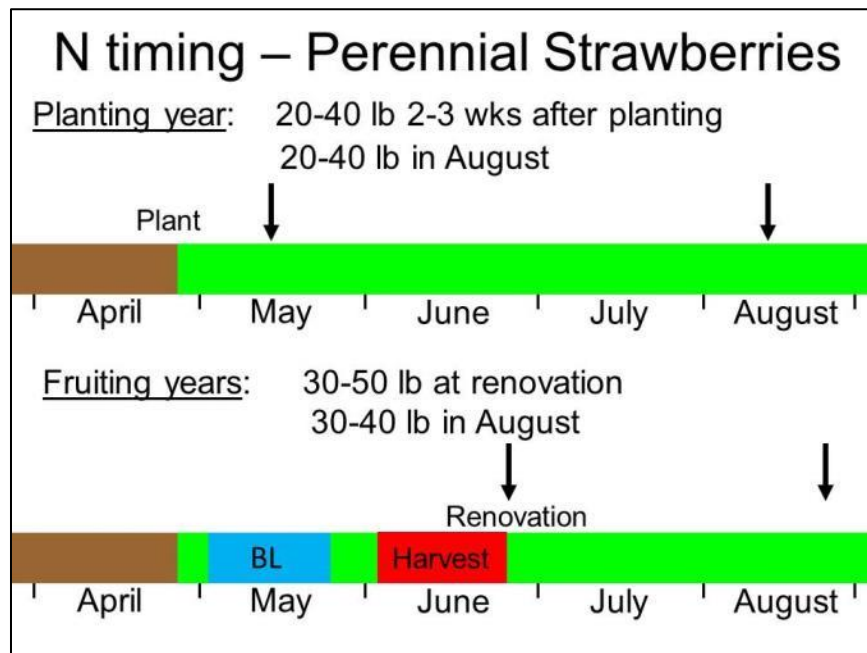 N timing – Perennial Strawberries
Planting year: 20-40 lb 2-3 wks after planting
20-40 lb in August
Plant
April May June July August
Fruiting years: 30-50 lb at renovation
30-40 lb in August
Renovation
BL Harvest
April May June July August